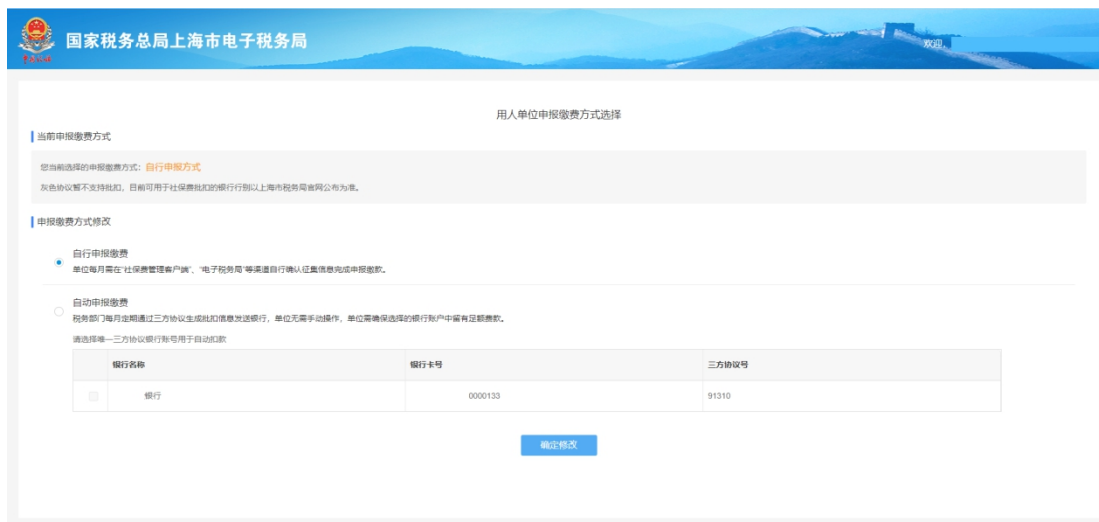 国家税务总局上海市电子税务局
欢迎,
用人单位申报缴费方式选择
当前申报缴费方式
您当前选择的申报缴费方式：自行申报方式
灰色协议暂不支持批扣，目前可用于社保费批扣的银行行别以上海市税务局官网公布为准。
申报缴费方式修改
自行申报缴费
单位每月需在“社保费管理客户端”、“电子税务局”等渠道自行确认征集信息完成申报缴款。
自动申报缴费
税务部门每月定期通过三方协议生成批扣信息发送银行，单位无需手动操作，单位需确保选择的银行账户中留有足额费款。
请选择唯一三方协议银行账号用于自动扣款
银行名称 银行卡号 三方协议号
银行 0000133 91310
确定修改